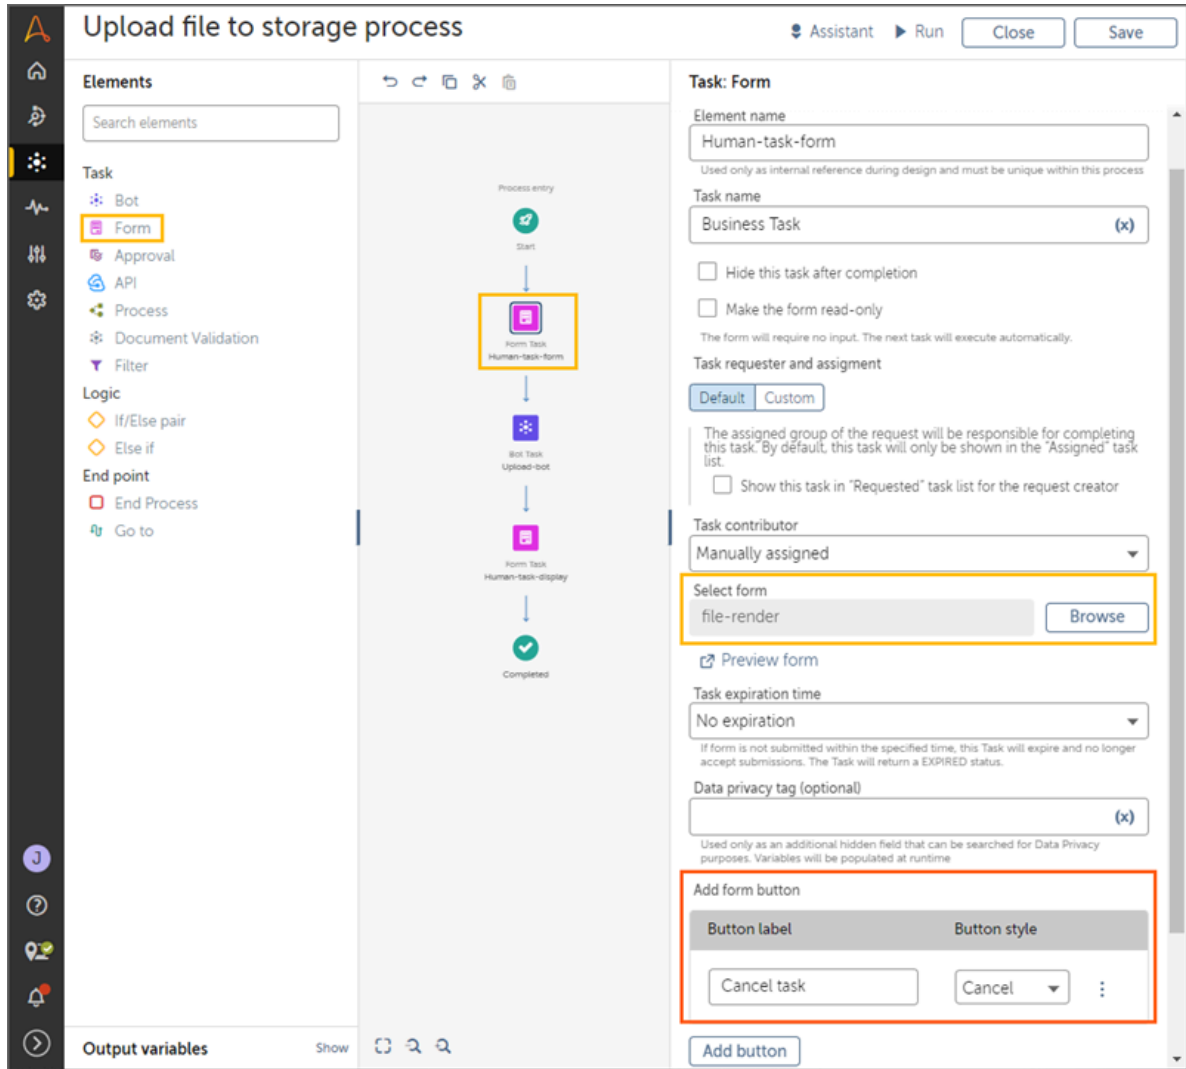 Upload file to storage process
Assistant
Run
Close
Save
Elements
Search elements
Task
Bot
Form
Approval
API
Process
Document Validation
Filter
Logic
If/Else pair
Else if
End point
End Process
Go to
J
Output variables
Show
Process entry
Start
Form Task
Human-task-form
Bot Task
Upload-bot
Form Task
Human-task-display
Completed
Task: Form
Element name
Human-task-form
Used only as internal reference during design and must be unique within this process
Task name
Business Task
(x)
Hide this task after completion
Make the form read-only
The form will require no input. The next task will execute automatically.
Task requester and assigment
Default
Custom
The assigned group of the request will be responsible for completing
this task. By default, this task will only be shown in the "Assigned" task
list.
Show this task in "Requested" task list for the request creator
Task contributor
Manually assigned
Select form
file-render
Browse
Preview form
Task expiration time
No expiration
If form is not submitted within the specified time, this Task will expire and no longer
accept submissions. The Task will return a EXPIRED status.
Data privacy tag (optional)
(x)
Used only as an additional hidden field that can be searched for Data Privacy
purposes. Variables will be populated at runtime
Add form button
Button label
Button style
Cancel task
Cancel
Add button